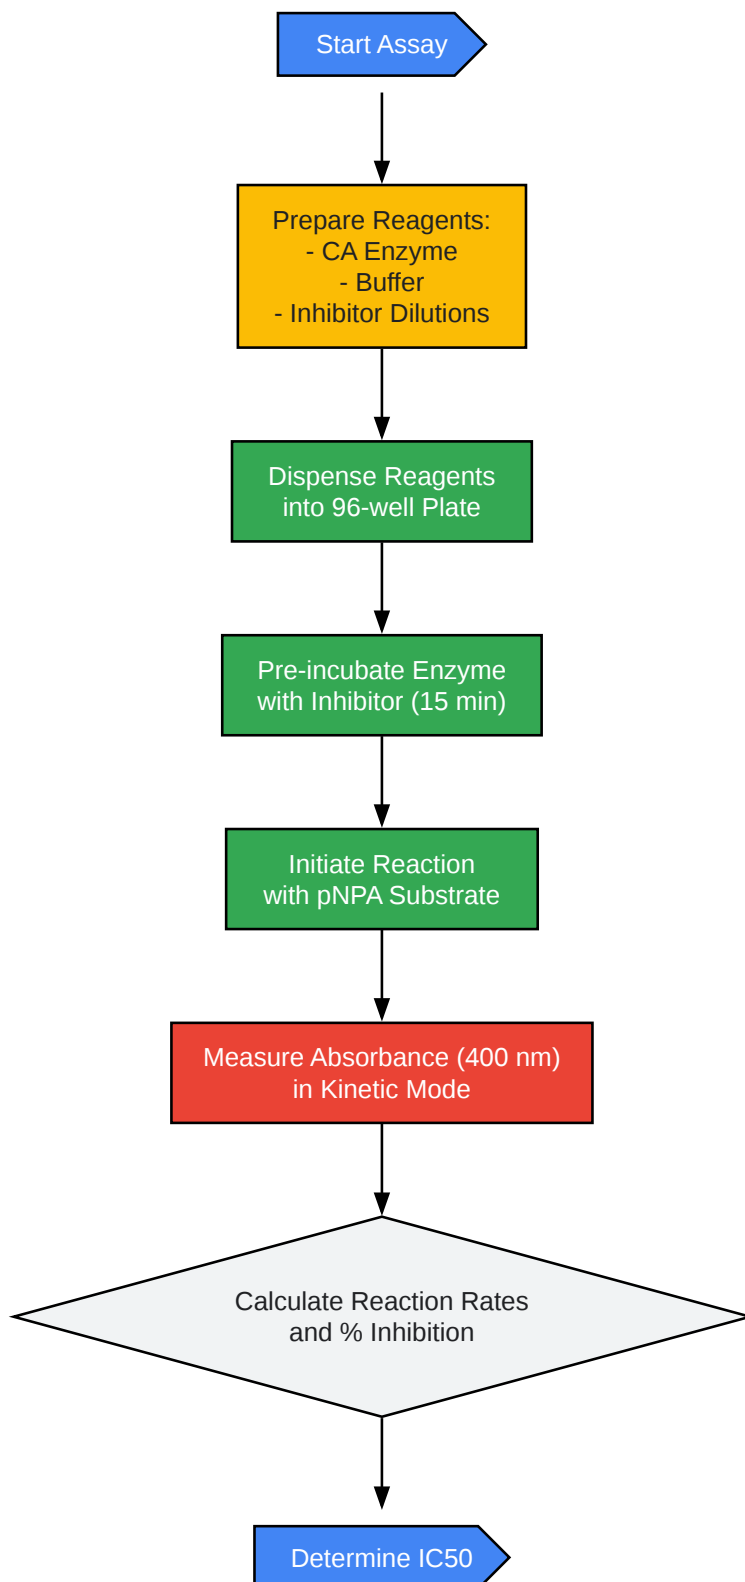 Start Assay
Prepare Reagents:
- CA Enzyme
- Buffer
- Inhibitor Dilutions
Dispense Reagents
into 96-well Plate
Pre-incubate Enzyme
with Inhibitor (15 min)
Initiate Reaction
with pNPA Substrate
Measure Absorbance (400 nm)
in Kinetic Mode
Calculate Reaction Rates
and % Inhibition
Determine IC50